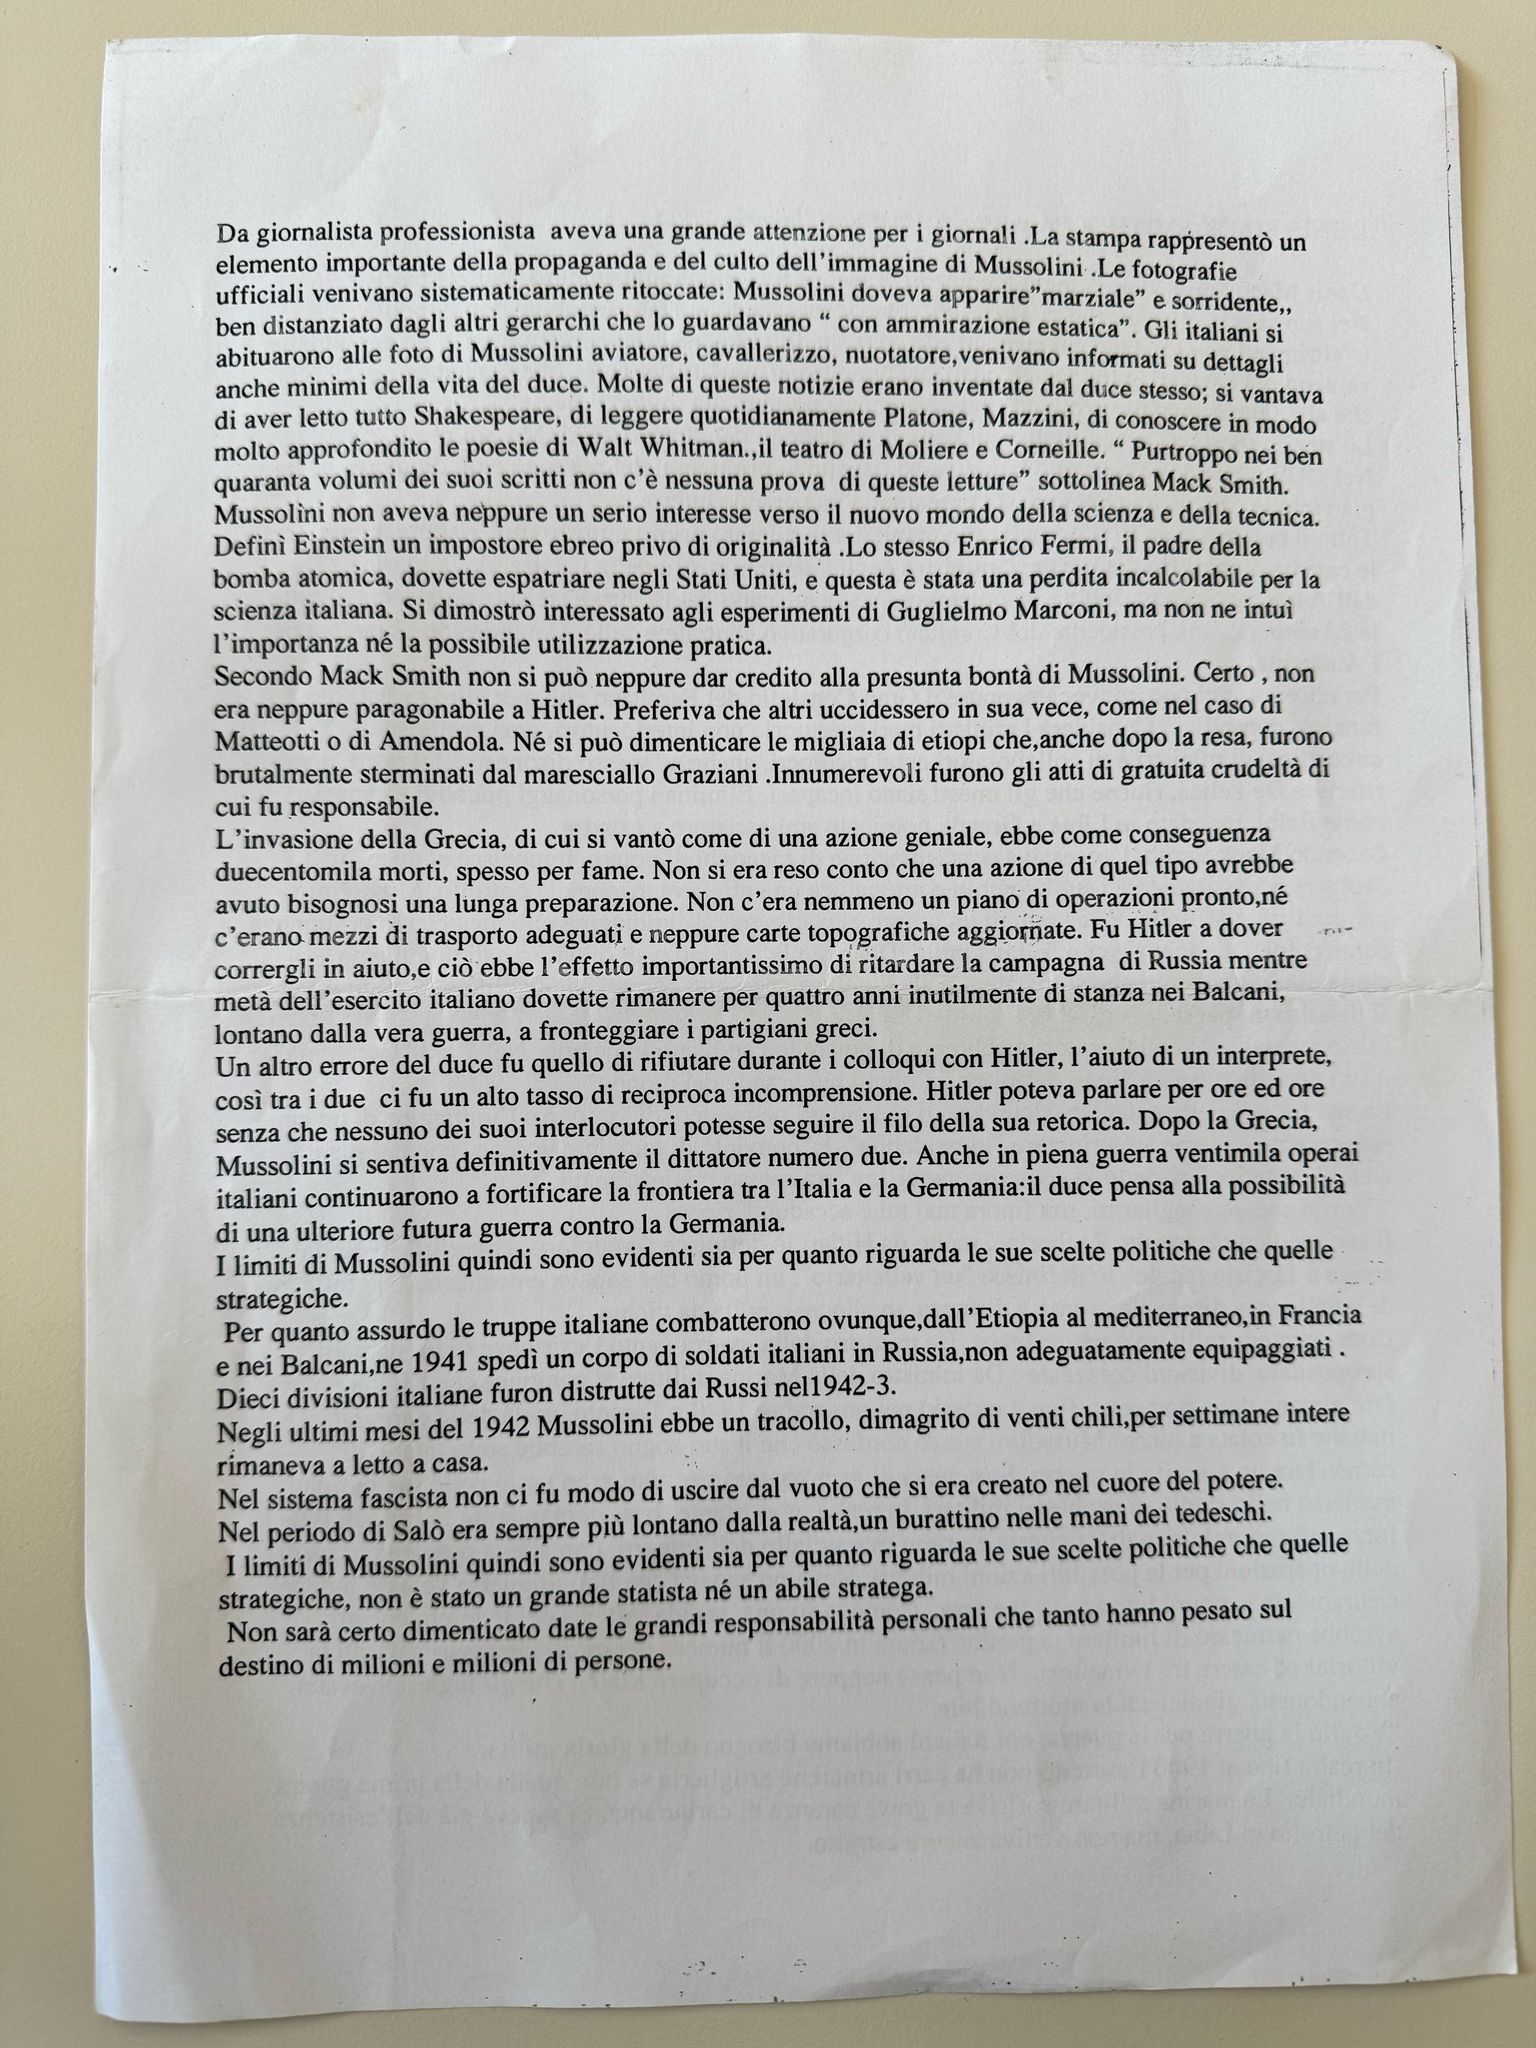 Da giornalista professionista  aveva una grande attenzione per i giornali .La stampa rappresentò un
elemento importante della propaganda e del culto dell’immagine di Mussolini .Le fotografie
ufficiali venivano sistematicamente ritoccate: Mussolini doveva apparire”marziale” e sorridente,,
ben distanziato dagli altri gerarchi che lo guardavano “ con ammirazione estatica”. Gli italiani si
abituarono alle foto di Mussolini aviatore, cavallerizzo, nuotatore,venivano informati su dettagli
anche minimi della vita del duce. Molte di queste notizie erano inventate dal duce stesso; si vantava
di aver letto tutto Shakespeare, di leggere quotidianamente Platone, Mazzini, di conoscere in modo
molto approfondito le poesie di Walt Whitman.,il teatro di Moliere e Corneille. “ Purtroppo nei ben
quaranta volumi dei suoi scritti non c’è nessuna prova  di queste letture” sottolinea Mack Smith.
Mussolini non aveva neppure un serio interesse verso il nuovo mondo della scienza e della tecnica.
Definì Einstein un impostore ebreo privo di originalità .Lo stesso Enrico Fermi, il padre della
bomba atomica, dovette espatriare negli Stati Uniti, e questa è stata una perdita incalcolabile per la
scienza italiana. Si dimostrò interessato agli esperimenti di Guglielmo Marconi, ma non ne intuì
l’importanza né la possibile utilizzazione pratica.
Secondo Mack Smith non si può neppure dar credito alla presunta bontà di Mussolini. Certo , non
era neppure paragonabile a Hitler. Preferiva che altri uccidessero in sua vece, come nel caso di
Matteotti o di Amendola. Né si può dimenticare le migliaia di etiopi che,anche dopo la resa, furono
brutalmente sterminati dal maresciallo Graziani .Innumerevoli furono gli atti di gratuita crudeltà di
cui fu responsabile.
L’invasione della Grecia, di cui si vantò come di una azione geniale, ebbe come conseguenza
duecentomila morti, spesso per fame. Non si era reso conto che una azione di quel tipo avrebbe
avuto bisognosi una lunga preparazione. Non c’era nemmeno un piano di operazioni pronto,né
c’erano mezzi di trasporto adeguati e neppure carte topografiche aggiornate. Fu Hitler a dover
corrergli in aiuto,e ciò ebbe l’effetto importantissimo di ritardare la campagna  di Russia mentre
metà dell’esercito italiano dovette rimanere per quattro anni inutilmente di stanza nei Balcani,
lontano dalla vera guerra, a fronteggiare i partigiani greci.
Un altro errore del duce fu quello di rifiutare durante i colloqui con Hitler, l’aiuto di un interprete,
così tra i due  ci fu un alto tasso di reciproca incomprensione. Hitler poteva parlare per ore ed ore
senza che nessuno dei suoi interlocutori potesse seguire il filo della sua retorica. Dopo la Grecia,
Mussolini si sentiva definitivamente il dittatore numero due. Anche in piena guerra ventimila operai
italiani continuarono a fortificare la frontiera tra l’Italia e la Germania:il duce pensa alla possibilità
di una ulteriore futura guerra contro la Germania.
I limiti di Mussolini quindi sono evidenti sia per quanto riguarda le sue scelte politiche che quelle
strategiche.
Per quanto assurdo le truppe italiane combatterono ovunque,dall’Etiopia al mediterraneo,in Francia
e nei Balcani,ne 1941 spedì un corpo di soldati italiani in Russia,non adeguatamente equipaggiati .
Dieci divisioni italiane furon distrutte dai Russi nel1942-3.
Negli ultimi mesi del 1942 Mussolini ebbe un tracollo, dimagrito di venti chili,per settimane intere
rimaneva a letto a casa.
Nel sistema fascista non ci fu modo di uscire dal vuoto che si era creato nel cuore del potere.
Nel periodo di Salò era sempre più lontano dalla realtà,un burattino nelle mani dei tedeschi.
I limiti di Mussolini quindi sono evidenti sia per quanto riguarda le sue scelte politiche che quelle
strategiche, non è stato un grande statista né un abile stratega.
Non sarà certo dimenticato date le grandi responsabilità personali che tanto hanno pesato sul
destino di milioni e milioni di persone.